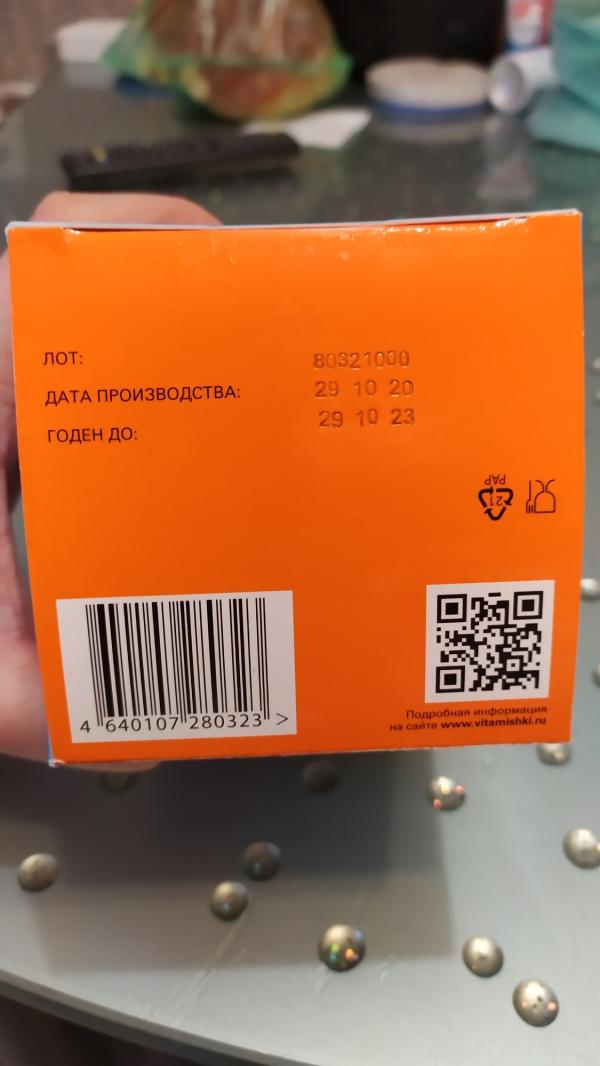 ЛОТ: 80321000
ДАТА ПРОИЗВОДСТВА: 29 10 20
ГОДЕН ДО: 29 10 23
21
PAP
4 640107 280323 >
Подробная информация
на сайте www.vitamishki.ru